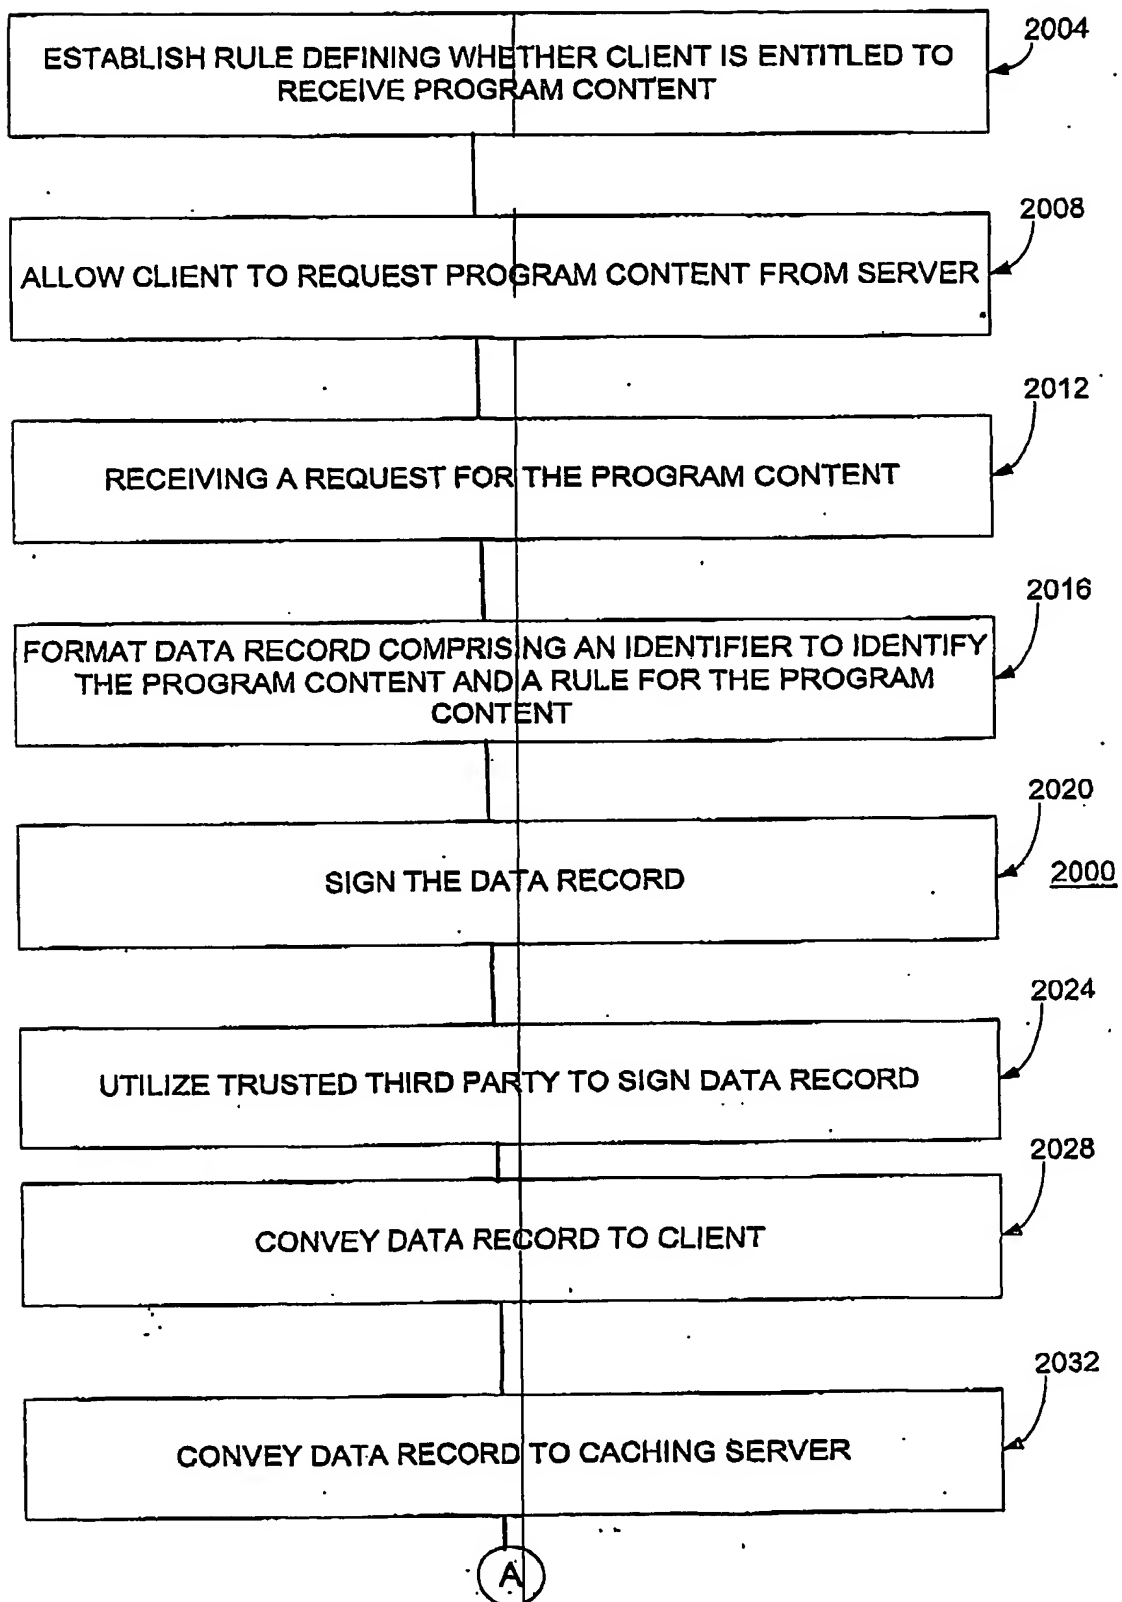 2004
ESTABLISH RULE DEFINING WHETHER CLIENT IS ENTITLED TO
RECEIVE PROGRAM CONTENT
2008
ALLOW CLIENT TO REQUEST PROGRAM CONTENT FROM SERVER
2012
RECEIVING A REQUEST FOR THE PROGRAM CONTENT
2016
FORMAT DATA RECORD COMPRISING AN IDENTIFIER TO IDENTIFY
THE PROGRAM CONTENT AND A RULE FOR THE PROGRAM
CONTENT
2020
SIGN THE DATA RECORD
2000
2024
UTILIZE TRUSTED THIRD PARTY TO SIGN DATA RECORD
2028
CONVEY DATA RECORD TO CLIENT
2032
CONVEY DATA RECORD TO CACHING SERVER
A